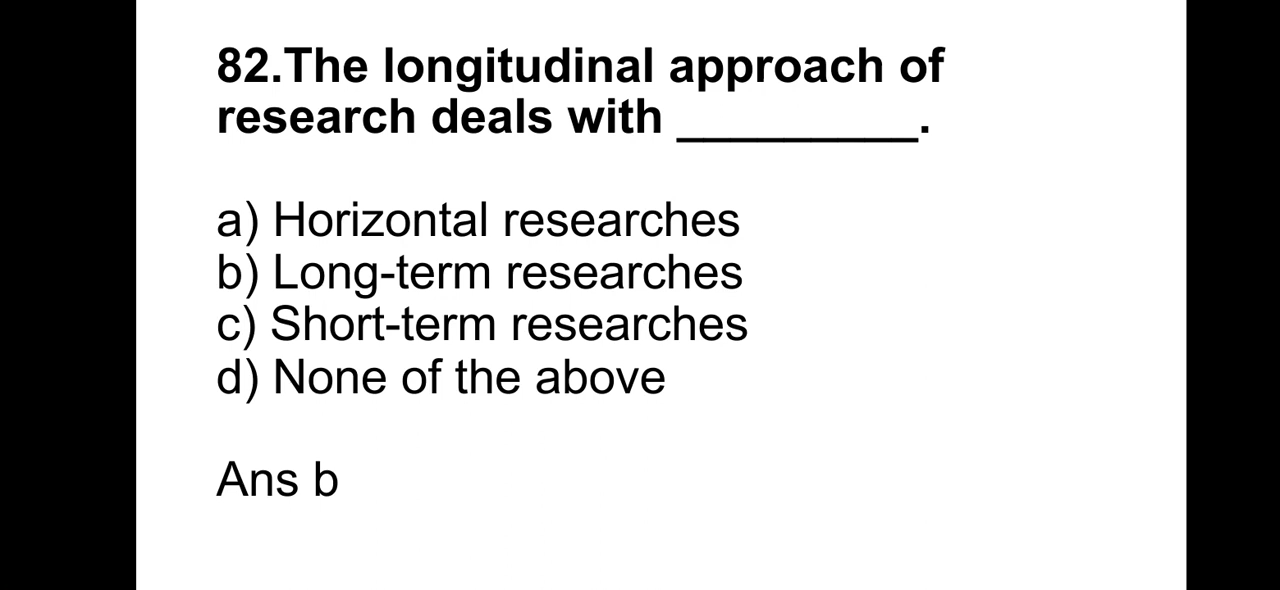 82.The longitudinal approach of
research deals with _________.
a) Horizontal researches
b) Long-term researches
c) Short-term researches
d) None of the above
Ans b